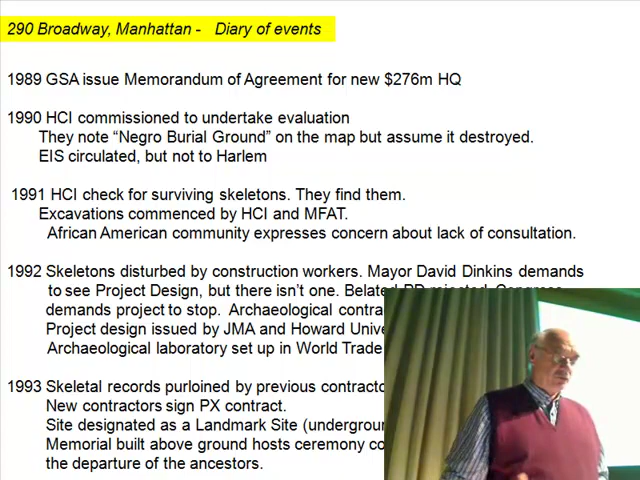 290 Broadway, Manhattan - Diary of events
1989 GSA issue Memorandum of Agreement for new $276m HQ
1990 HCI commissioned to undertake evaluation
They note “Negro Burial Ground” on the map but assume it destroyed.
EIS circulated, but not to Harlem
1991 HCI check for surviving skeletons. They find them.
Excavations commenced by HCI and MFAT.
African American community expresses concern about lack of consultation.
1992 Skeletons disturbed by construction workers. Mayor David Dinkins demands
to see Project Design, but there isn’t one.
demands project to stop. Archaeological
Project design issued by JMA and Howard
Archaeological laboratory set up in World Trade
1993 Skeletal records purloined by previous
New contractors sign PX contract.
Site designated as a Landmark Site
Memorial built above ground hosts ceremony
the departure of the ancestors.